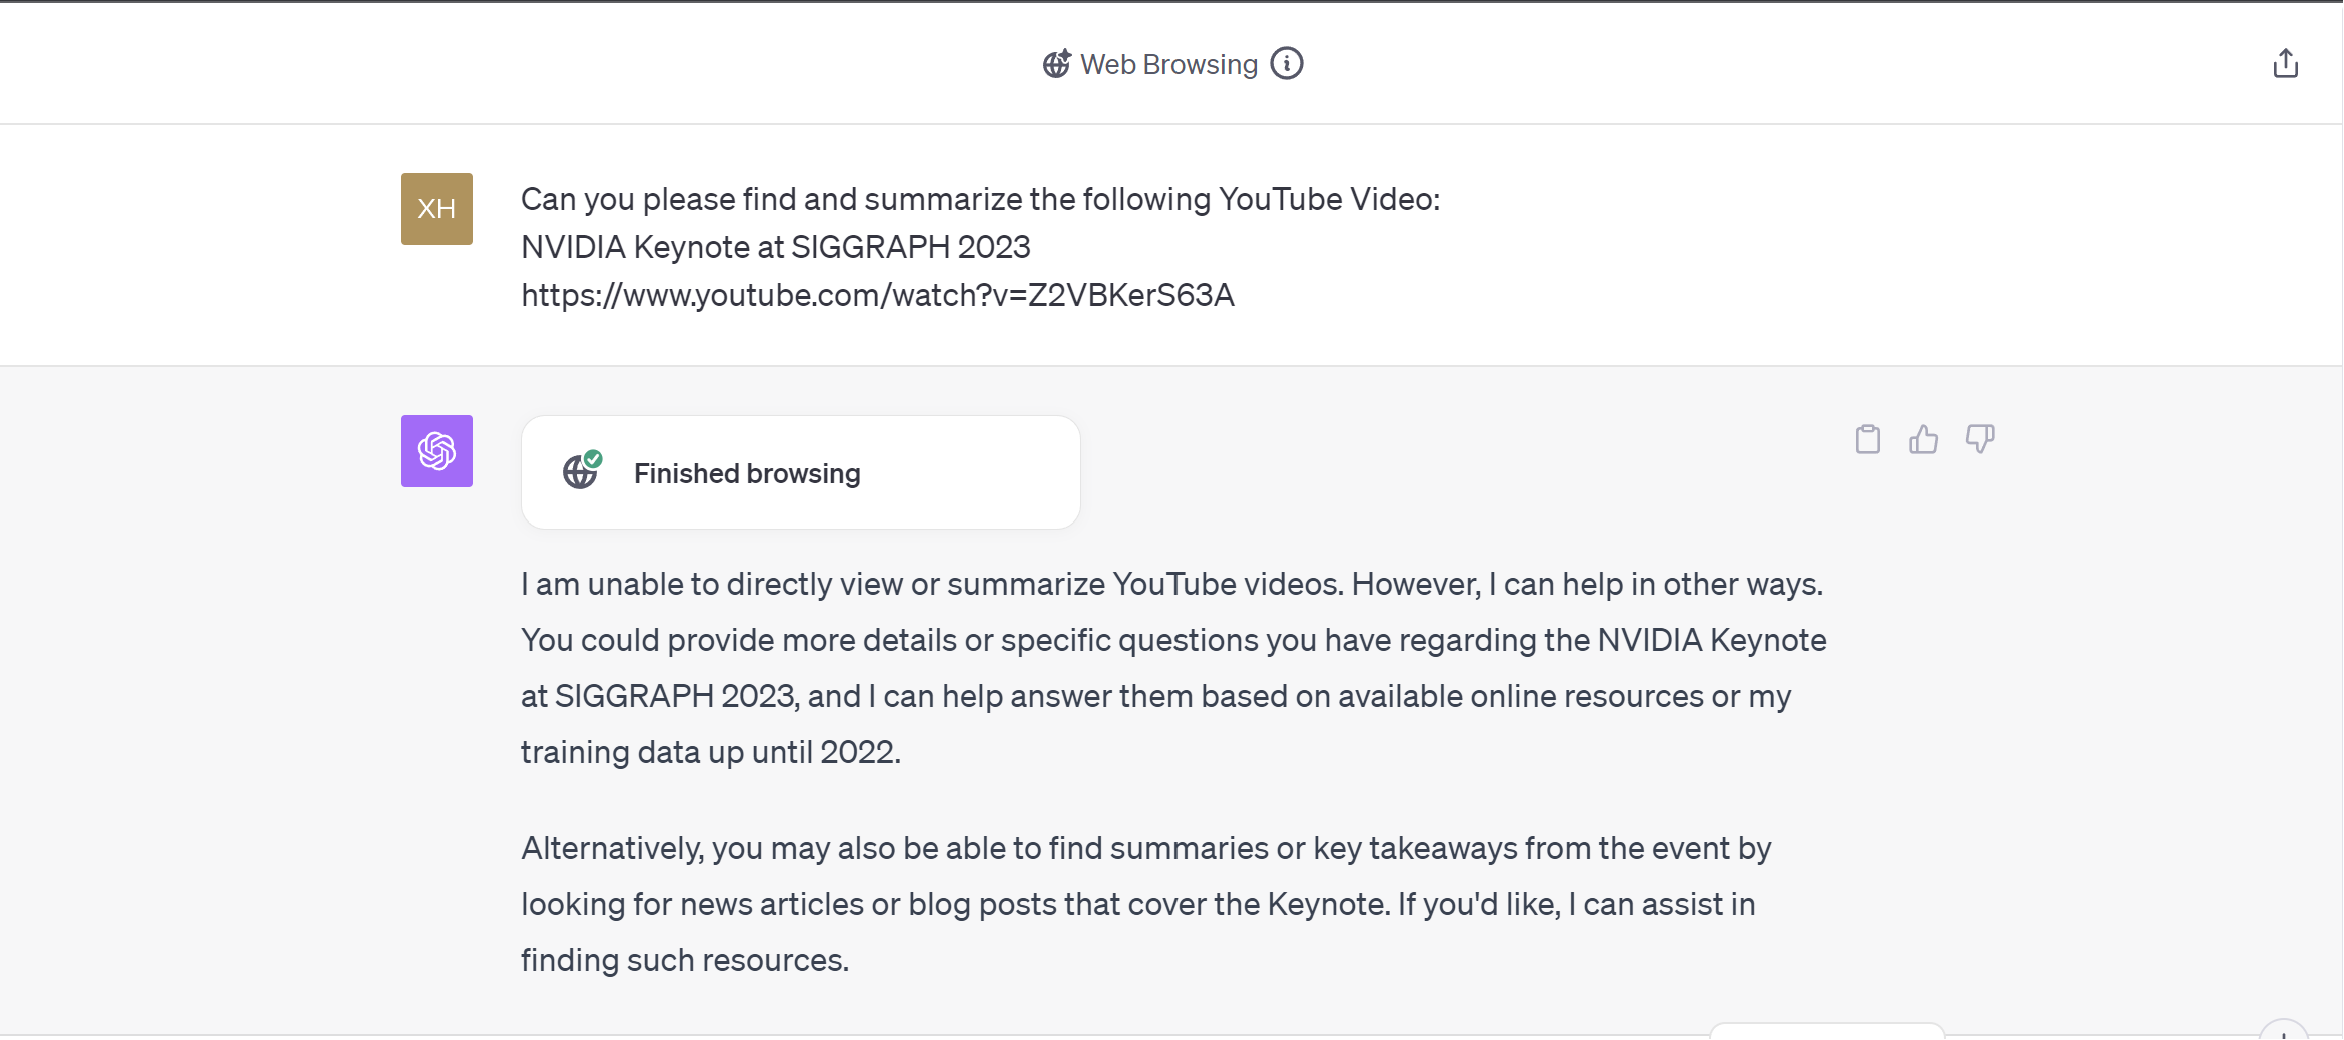 Web Browsing
XH
Can you please find and summarize the following YouTube Video:
NVIDIA Keynote at SIGGRAPH 2023
https://www.youtube.com/watch?v=Z2VBKerS63A
Finished browsing
I am unable to directly view or summarize YouTube videos. However, I can help in other ways.
You could provide more details or specific questions you have regarding the NVIDIA Keynote
at SIGGRAPH 2023, and I can help answer them based on available online resources or my
training data up until 2022.
Alternatively, you may also be able to find summaries or key takeaways from the event by
looking for news articles or blog posts that cover the Keynote. If you'd like, I can assist in
finding such resources.